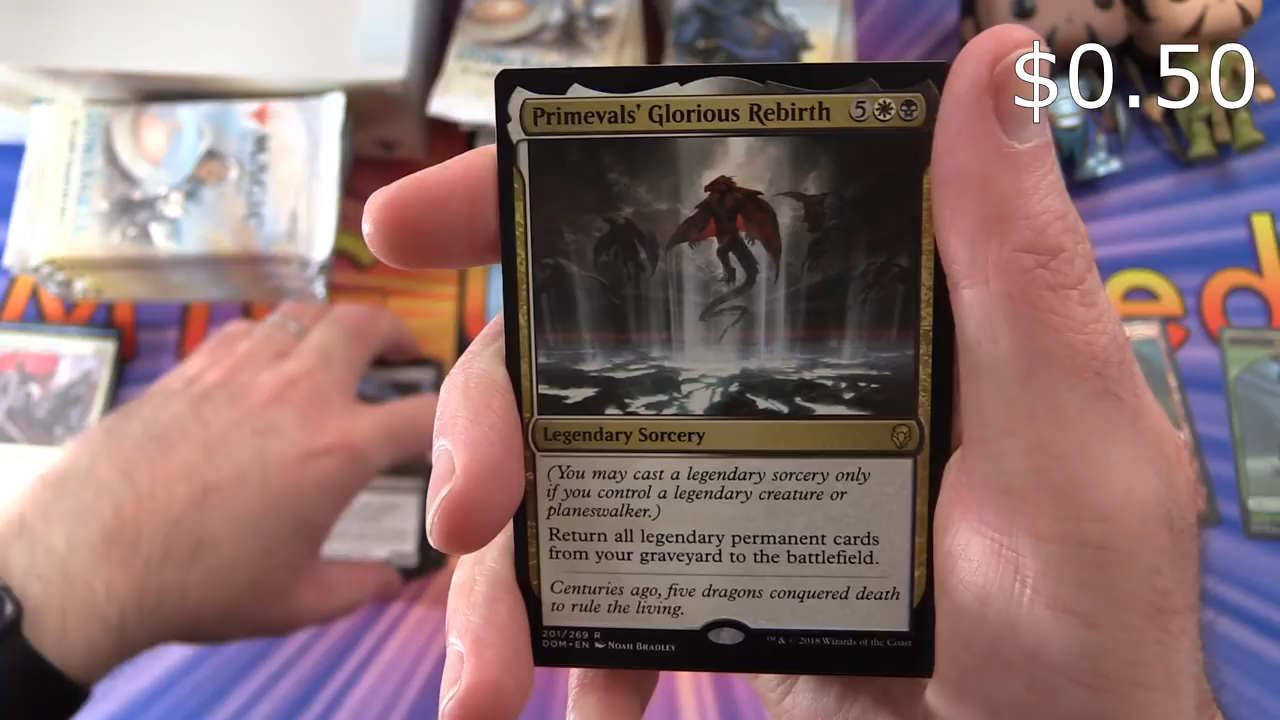 $0.50
Primevals' Glorious Rebirth 5
Legendary Sorcery
(You may cast a legendary sorcery only
if you control a legendary creature or
planeswalker.)
Return all legendary permanent cards
from your graveyard to the battlefield.
Centuries ago, five dragons conquered death
to rule the living.
201/269 R
DOM • EN Noah Bradley
™ & © 2018 Wizards of the Coast
ed